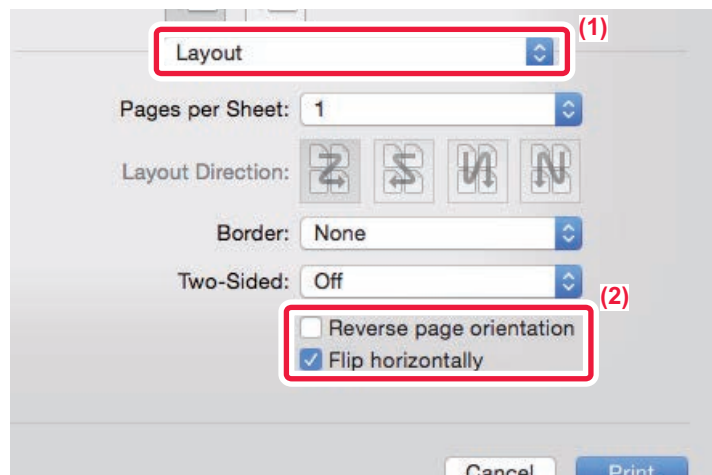 (1)
Layout
Pages per Sheet: 1
Layout Direction:
Border: None
Two-Sided: Off
(2)
Reverse page orientation
Flip horizontally
Cancel Print